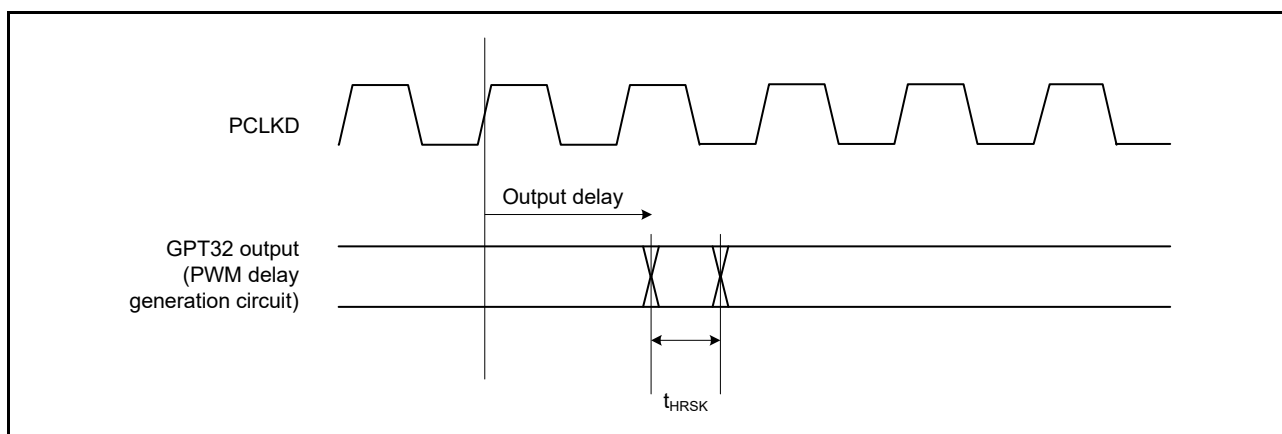 PCLKD
Output delay
GPT32 output
(PWM delay
generation circuit)
tHRSK